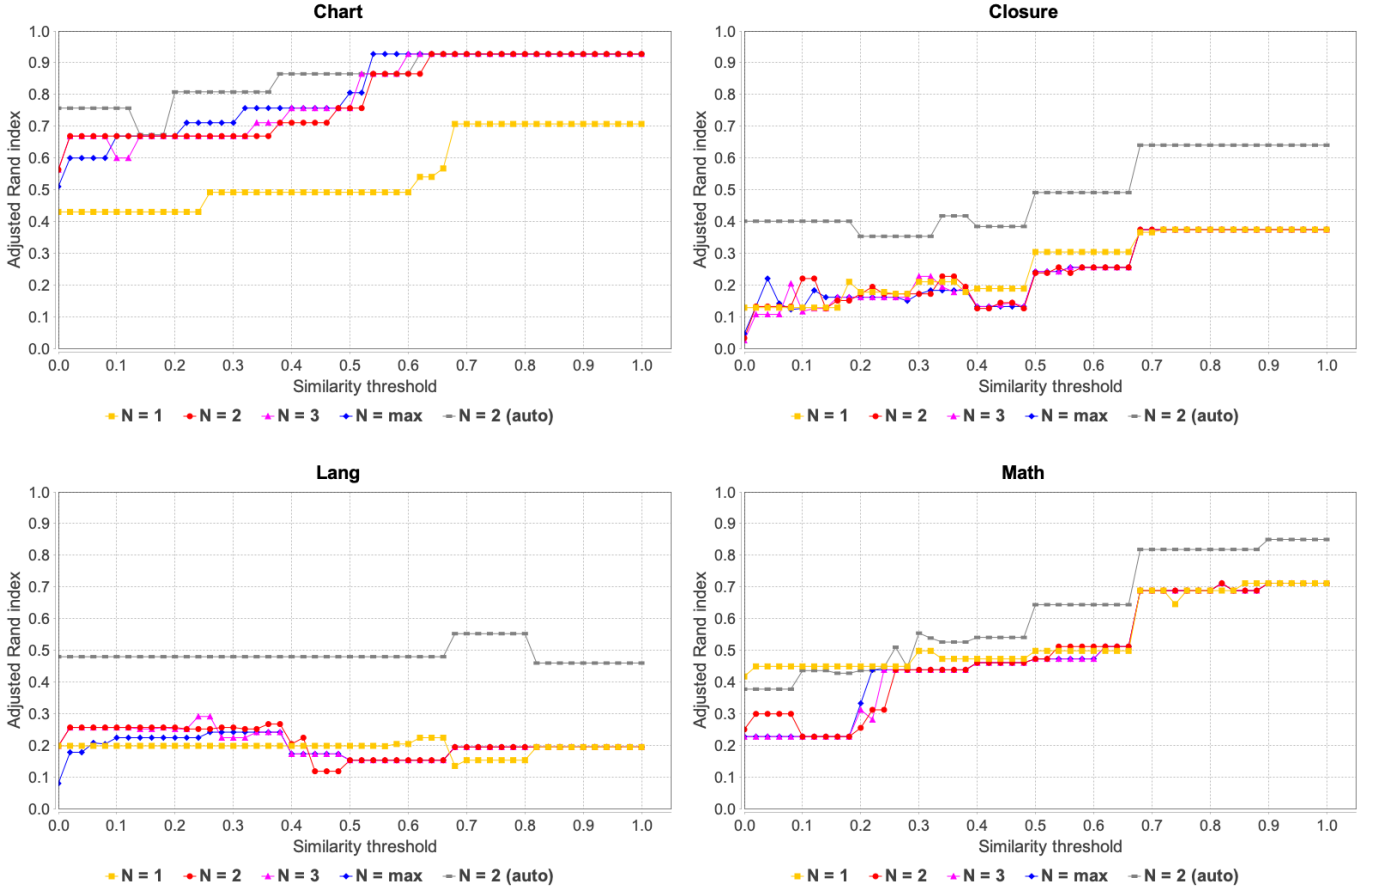 Chart
Adjusted Rand index
1.0
0.9
0.8
0.7
0.6
0.5
0.4
0.3
0.2
0.1
0.0
0.0 0.1 0.2 0.3 0.4 0.5 0.6 0.7 0.8 0.9 1.0
Similarity threshold
N = 1 N = 2 N = 3 N = max N = 2 (auto)
Closure
Adjusted Rand index
1.0
0.9
0.8
0.7
0.6
0.5
0.4
0.3
0.2
0.1
0.0
0.0 0.1 0.2 0.3 0.4 0.5 0.6 0.7 0.8 0.9 1.0
Similarity threshold
N = 1 N = 2 N = 3 N = max N = 2 (auto)
Lang
Adjusted Rand index
1.0
0.9
0.8
0.7
0.6
0.5
0.4
0.3
0.2
0.1
0.0
0.0 0.1 0.2 0.3 0.4 0.5 0.6 0.7 0.8 0.9 1.0
Similarity threshold
N = 1 N = 2 N = 3 N = max N = 2 (auto)
Math
Adjusted Rand index
1.0
0.9
0.8
0.7
0.6
0.5
0.4
0.3
0.2
0.1
0.0
0.0 0.1 0.2 0.3 0.4 0.5 0.6 0.7 0.8 0.9 1.0
Similarity threshold
N = 1 N = 2 N = 3 N = max N = 2 (auto)